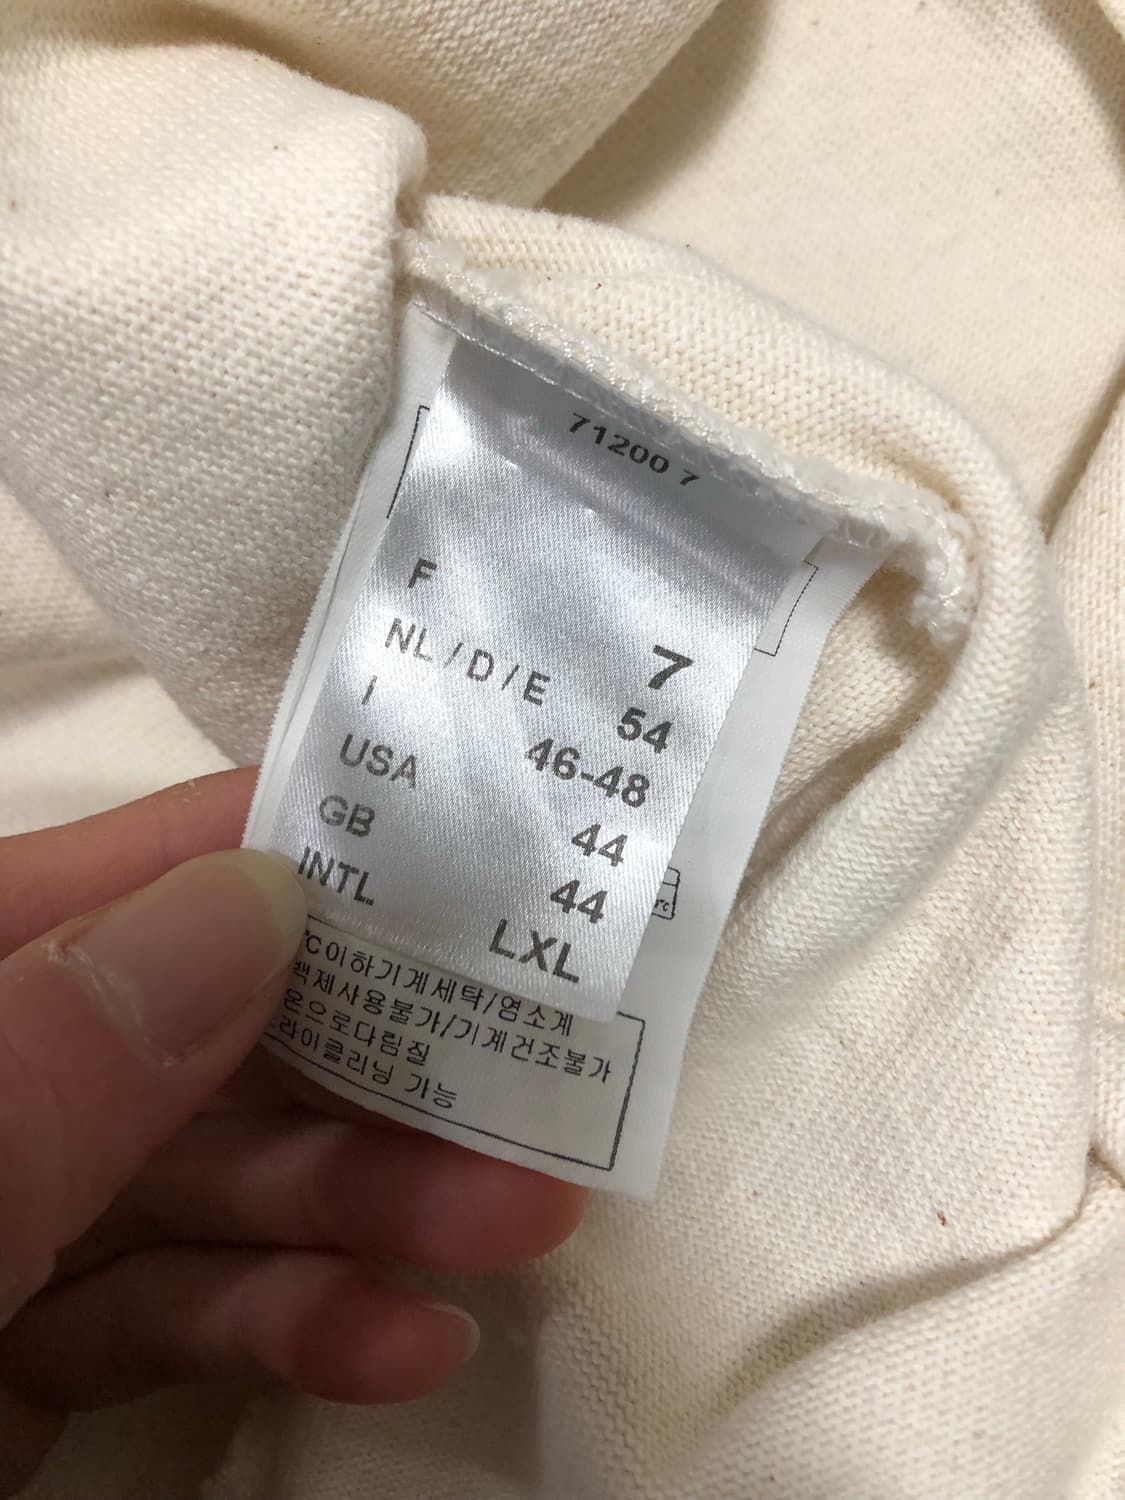 71200 7
F 7
NL / D / E 54
I 46-48
USA 44
GB 44
INTL LXL
℃
℃이하기계세탁/염소계
백제사용불가/기계건조불가
온으로다림질
라이클리닝 가능